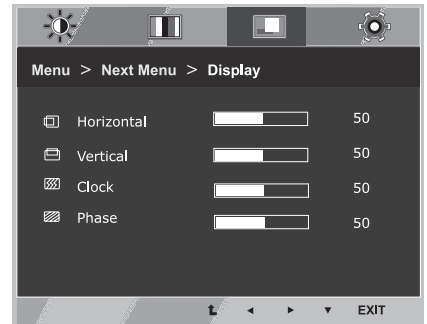 Menu > Next Menu > Display
Horizontal 50
Vertical 50
Clock 50
Phase 50
EXIT